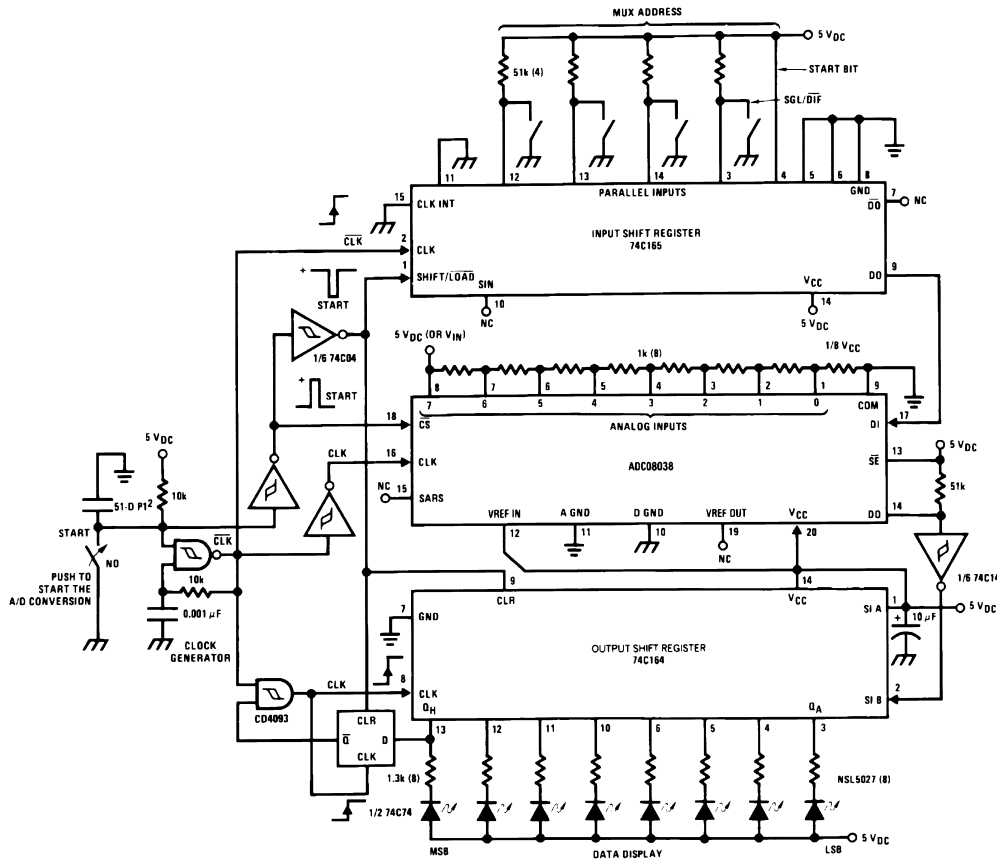 MUX ADDRESS
5 VDC
51k (4)
START BIT
SGL/DIF
11
12
13
14
3
4
5
6
8
PARALLEL INPUTS
GND
7
DO
NC
15
CLK INT
CLK
2
CLK
INPUT SHIFT REGISTER
74C165
1
SHIFT/LOAD
9
DO
+
START
SIN
10
NC
VCC
14
5 VDC
1/6 74C04
5 VDC (OR VIN)
1k (8)
1/8 VCC
+
START
8
7
6
5
4
3
2
1
9
7
6
5
4
3
2
1
0
COM
18
CS
ANALOG INPUTS
DI
17
5 VDC
CLK
16
CLK
ADC08038
SE
13
5 VDC
51k
10k
NC
15
SARS
DO
14
51-D P1²
VREF IN
A GND
D GND
VREF OUT
VCC
12
11
10
19
20
NC
START
NO
CLK
PUSH TO
START THE
A/D CONVERSION
10k
0.001 µF
CLOCK
GENERATOR
1/6 74C14
9
CLR
14
VCC
7
GND
SI A
1
5 VDC
+
10 µF
OUTPUT SHIFT REGISTER
74C164
CLK
8
CLK
SI B
2
QH
QA
CD4093
CLR
Q
D
CLK
13
12
11
10
6
5
4
3
1.3k (8)
NSL5027 (8)
1/2 74C74
MSB
DATA DISPLAY
LSB
5 VDC